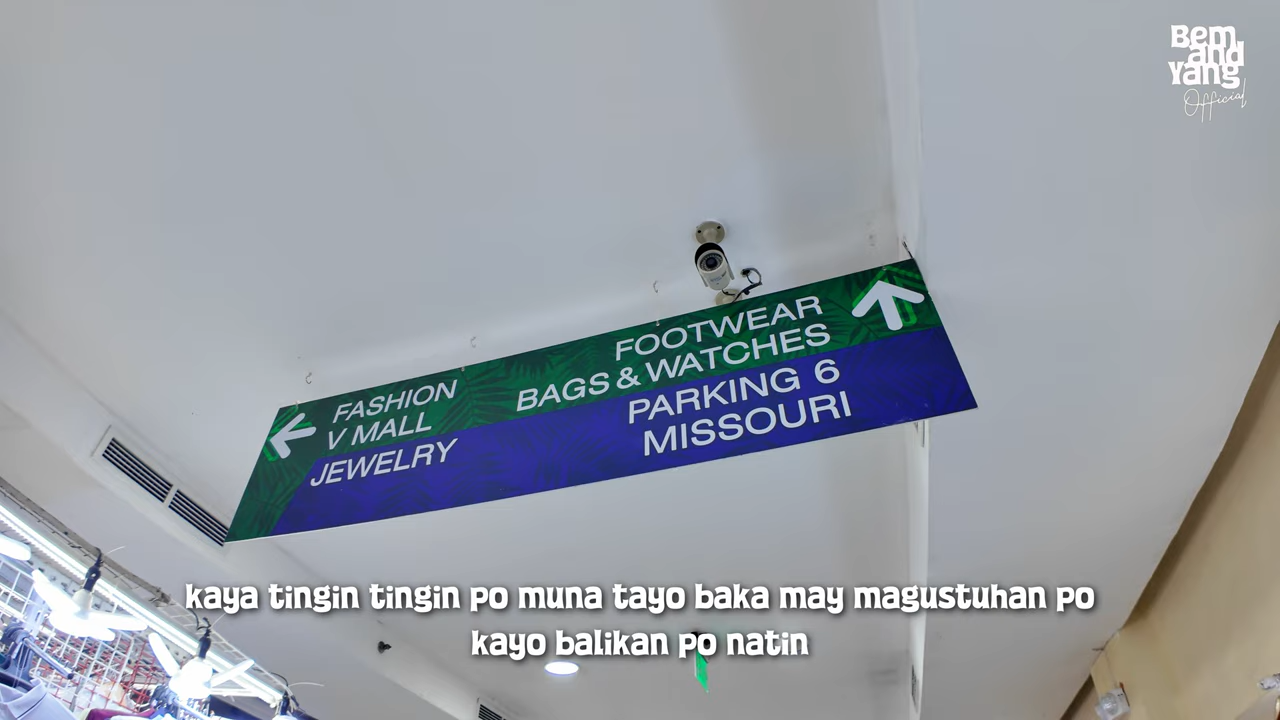 Bem
and
Yang
Official
FASHION
V MALL
JEWELRY
FOOTWEAR
BAGS & WATCHES
PARKING 6
MISSOURI
kaya tingin tingin po muna tayo baka may magustuhan po
kayo balikan po natin